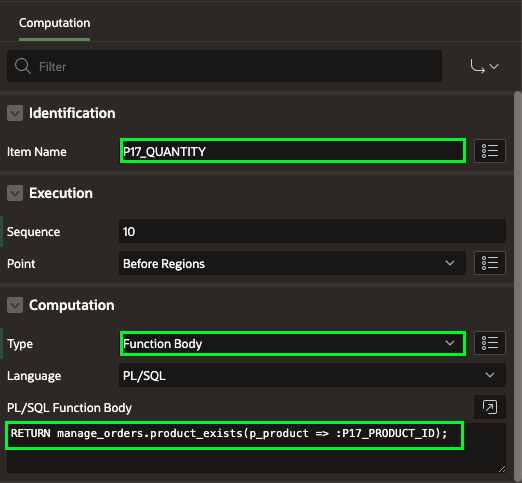 Computation
Filter
Identification
Item Name P17_QUANTITY
Execution
Sequence 10
Point Before Regions
Computation
Type Function Body
Language PL/SQL
PL/SQL Function Body
RETURN manage_orders.product_exists(p_product => :P17_PRODUCT_ID);